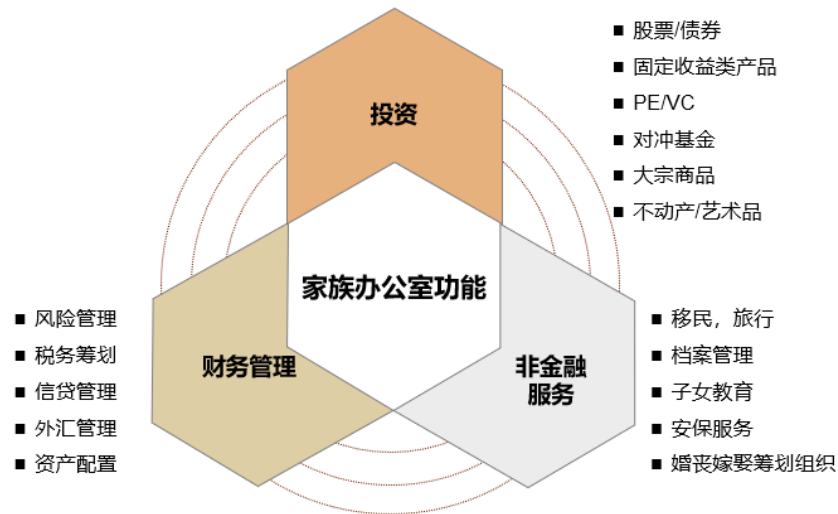 投资
■ 股票/债券
■ 固定收益类产品
■ PE/VC
■ 对冲基金
■ 大宗商品
■ 不动产/艺术品
家族办公室功能
财务管理
■ 风险管理
■ 税务筹划
■ 信贷管理
■ 外汇管理
■ 资产配置
非金融
服务
■ 移民，旅行
■ 档案管理
■ 子女教育
■ 安保服务
■ 婚丧嫁娶筹划组织